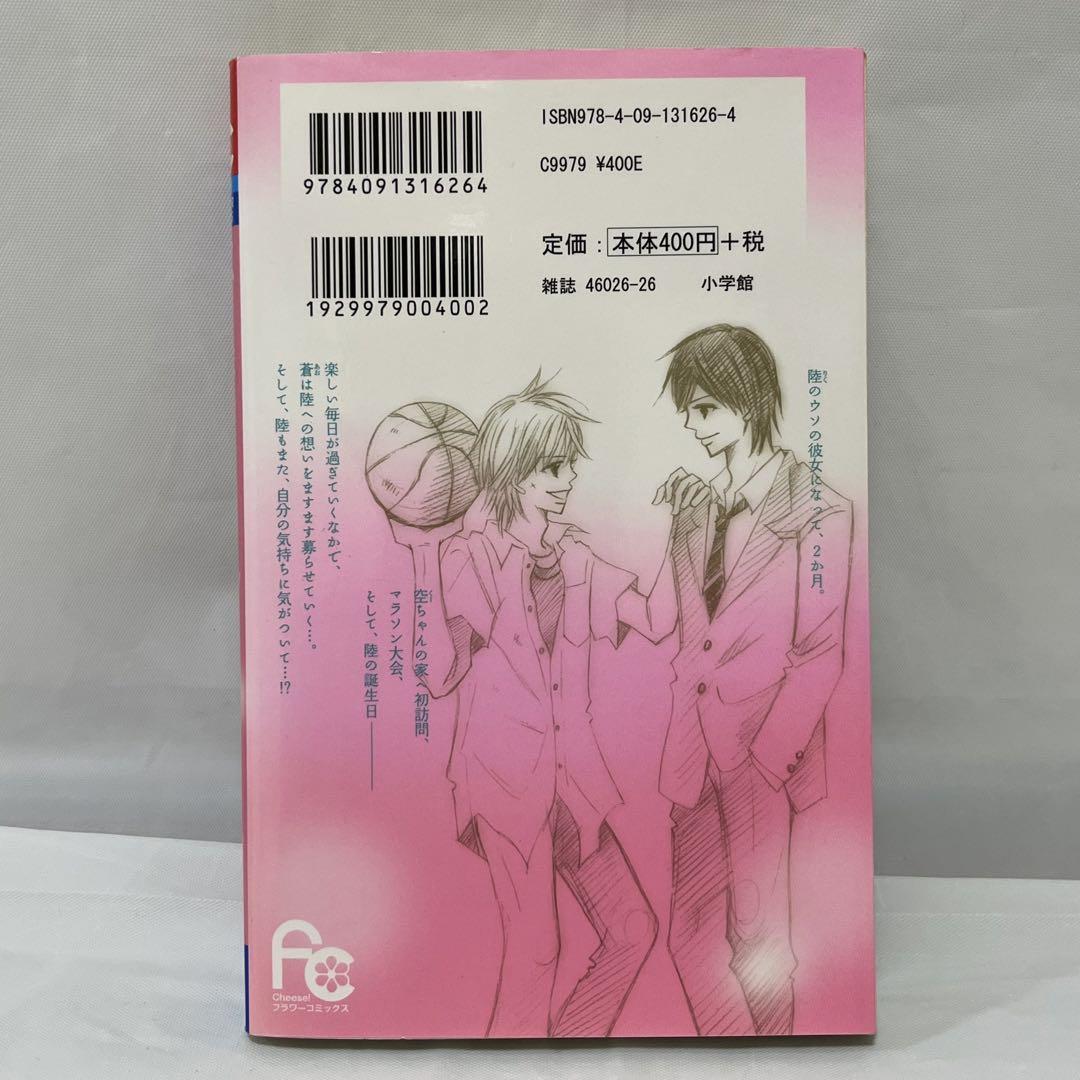 ISBN978-4-09-131626-4
9784091316264
C9979 ¥400E
定価：本体400円＋税
1929979004002
雑誌 46026-26 小学館
陸のウソの彼女になって、2か月。
空ちゃんの家へ初訪問、
マラソン大会、
そして、陸の誕生日――
楽しい毎日が過ぎていくなかで、
蒼は陸への想いをますます募らせていく…。
そして、陸もまた、自分の気持ちに気がついて…!?
FC
Cheese!
フラワーコミックス